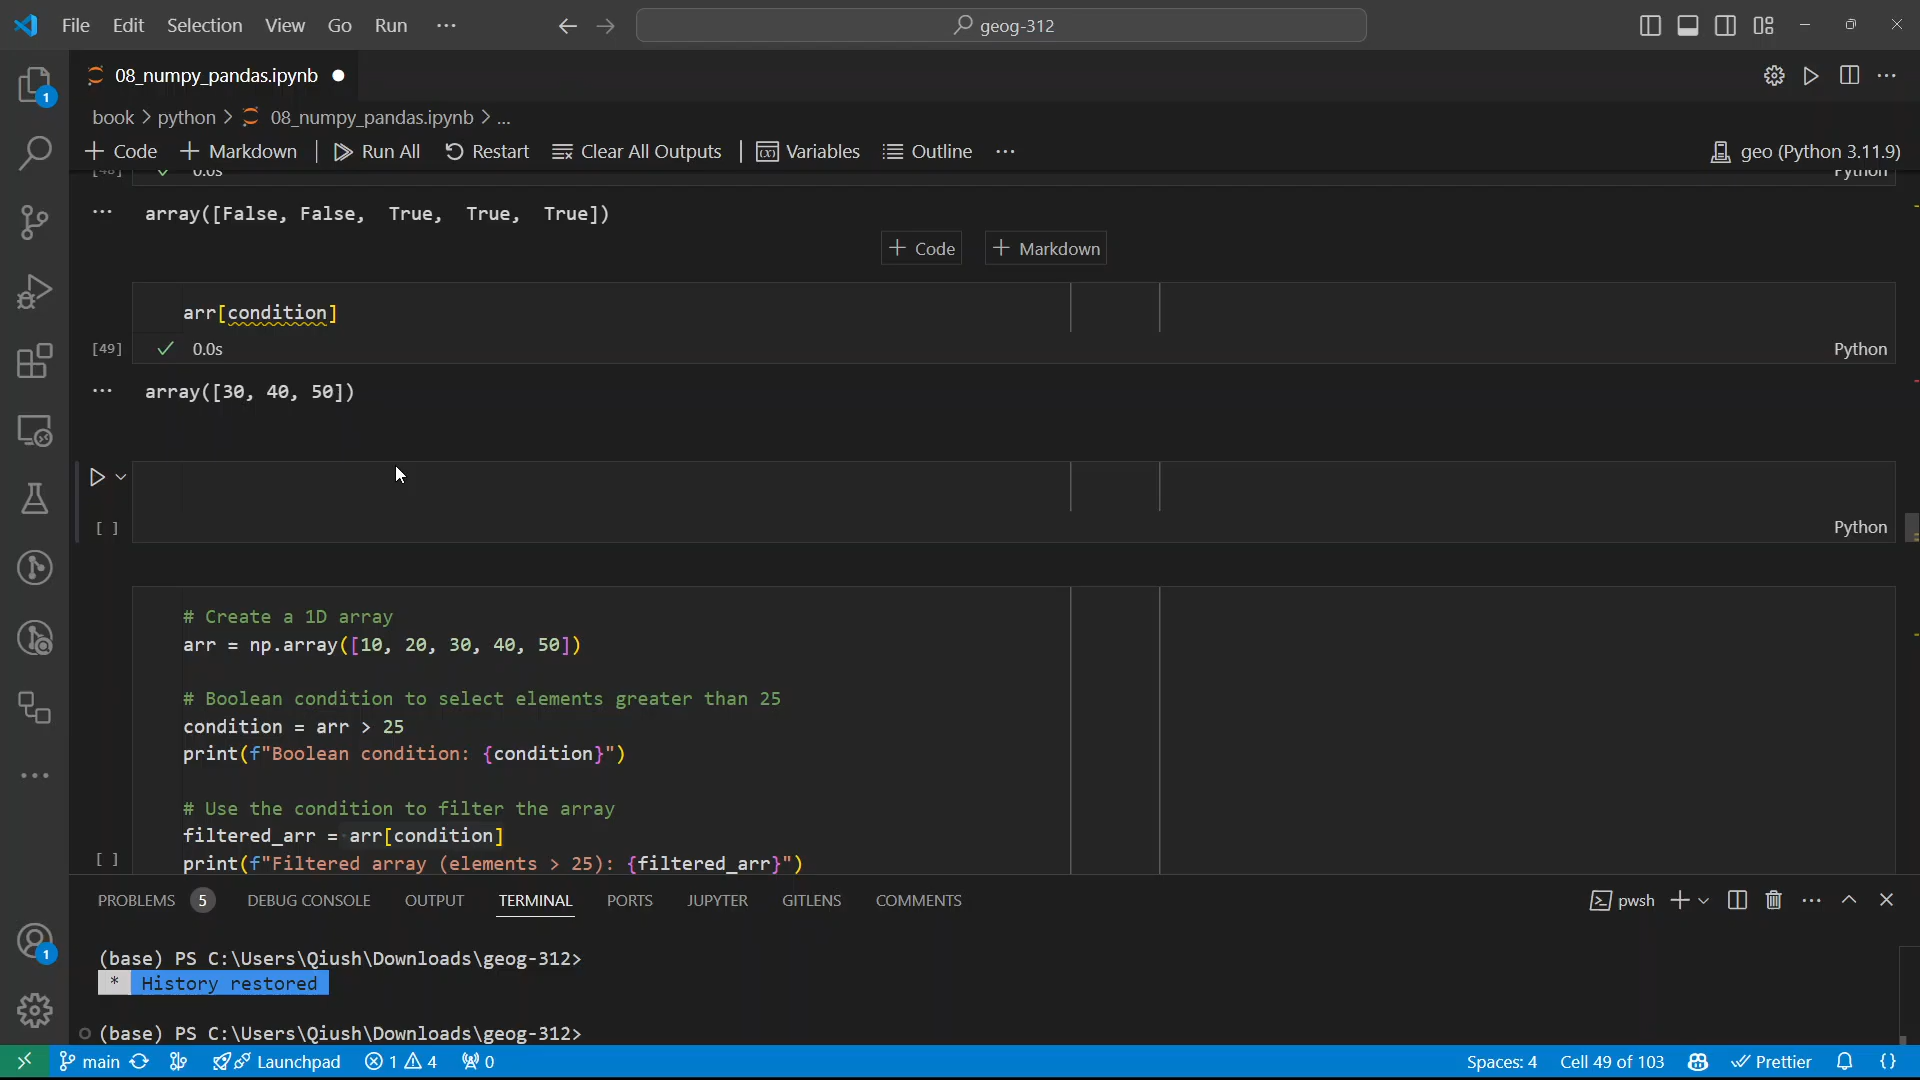 File Edit Selection View Go Run ··· geog-312
08_numpy_pandas.ipynb
book > python > 08_numpy_pandas.ipynb > ...
+ Code + Markdown Run All Restart Clear All Outputs Variables Outline ··· geo (Python 3.11.9)
[48] 0.0s Python
array([False, False, True, True, True])
+ Code + Markdown
arr[condition]
[49] 0.0s Python
array([30, 40, 50])
[ ] Python
# Create a 1D array
arr = np.array([10, 20, 30, 40, 50])
# Boolean condition to select elements greater than 25
condition = arr > 25
print(f"Boolean condition: {condition}")
# Use the condition to filter the array
filtered_arr = arr[condition]
[ ]
print(f"Filtered array (elements > 25): {filtered_arr}")
PROBLEMS 5 DEBUG CONSOLE OUTPUT TERMINAL PORTS JUPYTER GITLENS COMMENTS pwsh
(base) PS C:\Users\Qiush\Downloads\geog-312>
* History restored
(base) PS C:\Users\Qiush\Downloads\geog-312>
main Launchpad 1 4 0 Spaces: 4 Cell 49 of 103 Prettier {}
1
1